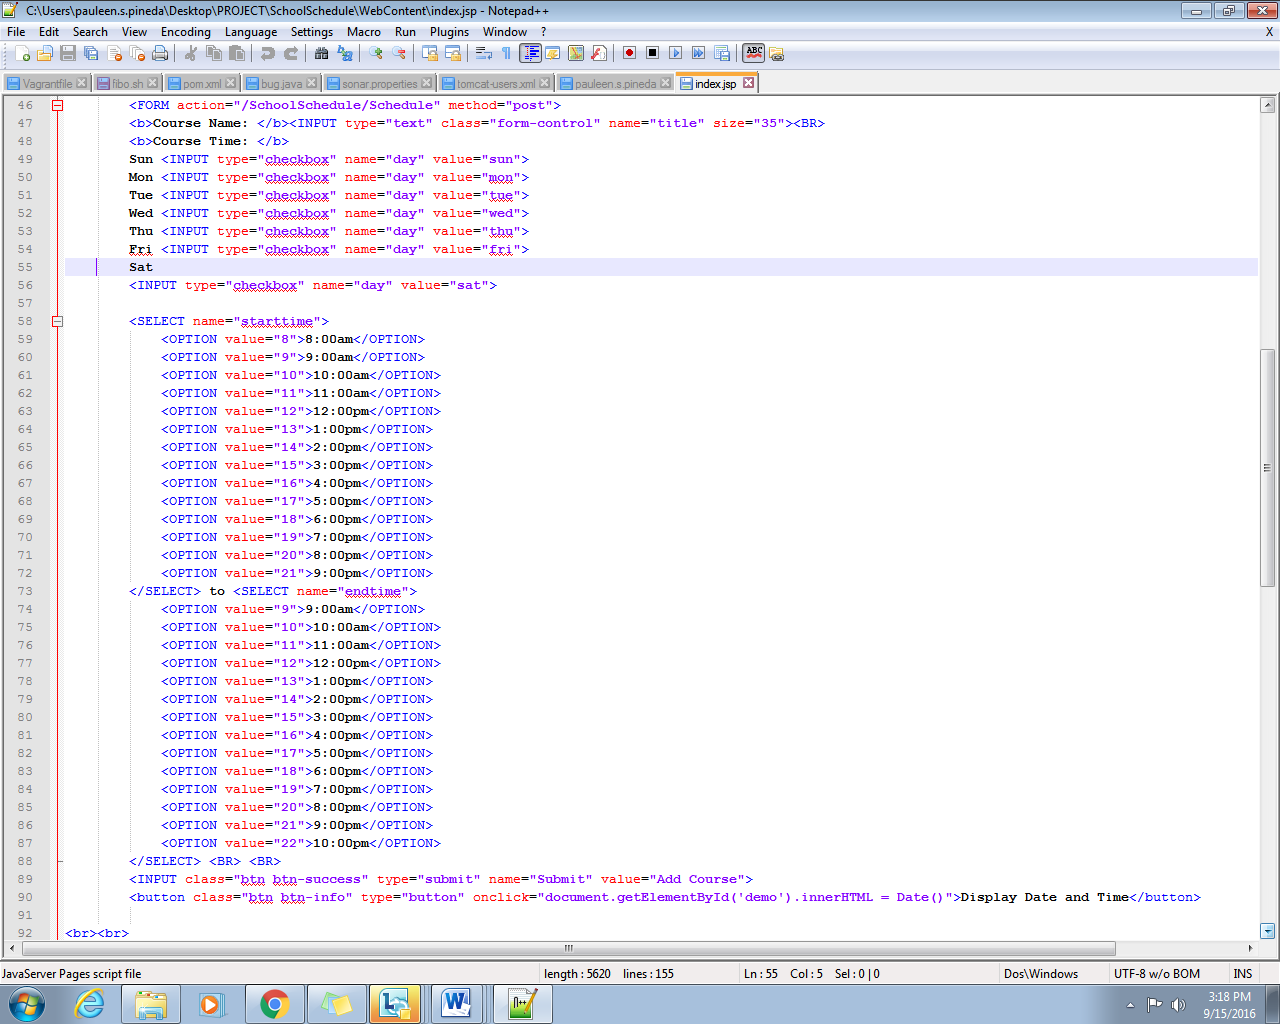 C:\Users\pauleen.s.pineda\Desktop\PROJECT\SchoolSchedule\WebContent\index.jsp - Notepad++
File Edit Search View Encoding Language Settings Macro Run Plugins Window ? X
Vagrantfile fibo.sh pom.xml bug.java sonar.properties tomcat-users.xml pauleen.s.pineda index.jsp
46 <FORM action="/SchoolSchedule/Schedule" method="post">
47 <b>Course Name: </b><INPUT type="text" class="form-control" name="title" size="35"><BR>
48 <b>Course Time: </b>
49 Sun <INPUT type="checkbox" name="day" value="sun">
50 Mon <INPUT type="checkbox" name="day" value="mon">
51 Tue <INPUT type="checkbox" name="day" value="tue">
52 Wed <INPUT type="checkbox" name="day" value="wed">
53 Thu <INPUT type="checkbox" name="day" value="thu">
54 Fri <INPUT type="checkbox" name="day" value="fri">
55 Sat
56 <INPUT type="checkbox" name="day" value="sat">
57
58 <SELECT name="starttime">
59 <OPTION value="8">8:00am</OPTION>
60 <OPTION value="9">9:00am</OPTION>
61 <OPTION value="10">10:00am</OPTION>
62 <OPTION value="11">11:00am</OPTION>
63 <OPTION value="12">12:00pm</OPTION>
64 <OPTION value="13">1:00pm</OPTION>
65 <OPTION value="14">2:00pm</OPTION>
66 <OPTION value="15">3:00pm</OPTION>
67 <OPTION value="16">4:00pm</OPTION>
68 <OPTION value="17">5:00pm</OPTION>
69 <OPTION value="18">6:00pm</OPTION>
70 <OPTION value="19">7:00pm</OPTION>
71 <OPTION value="20">8:00pm</OPTION>
72 <OPTION value="21">9:00pm</OPTION>
73 </SELECT> to <SELECT name="endtime">
74 <OPTION value="9">9:00am</OPTION>
75 <OPTION value="10">10:00am</OPTION>
76 <OPTION value="11">11:00am</OPTION>
77 <OPTION value="12">12:00pm</OPTION>
78 <OPTION value="13">1:00pm</OPTION>
79 <OPTION value="14">2:00pm</OPTION>
80 <OPTION value="15">3:00pm</OPTION>
81 <OPTION value="16">4:00pm</OPTION>
82 <OPTION value="17">5:00pm</OPTION>
83 <OPTION value="18">6:00pm</OPTION>
84 <OPTION value="19">7:00pm</OPTION>
85 <OPTION value="20">8:00pm</OPTION>
86 <OPTION value="21">9:00pm</OPTION>
87 <OPTION value="22">10:00pm</OPTION>
88 </SELECT> <BR> <BR>
89 <INPUT class="btn btn-success" type="submit" name="Submit" value="Add Course">
90 <button class="btn btn-info" type="button" onclick="document.getElementById('demo').innerHTML = Date()">Display Date and Time</button>
91
92 <br><br>
JavaServer Pages script file length : 5620 lines : 155 Ln : 55 Col : 5 Sel : 0 | 0 Dos\Windows UTF-8 w/o BOM INS
3:18 PM
9/15/2016